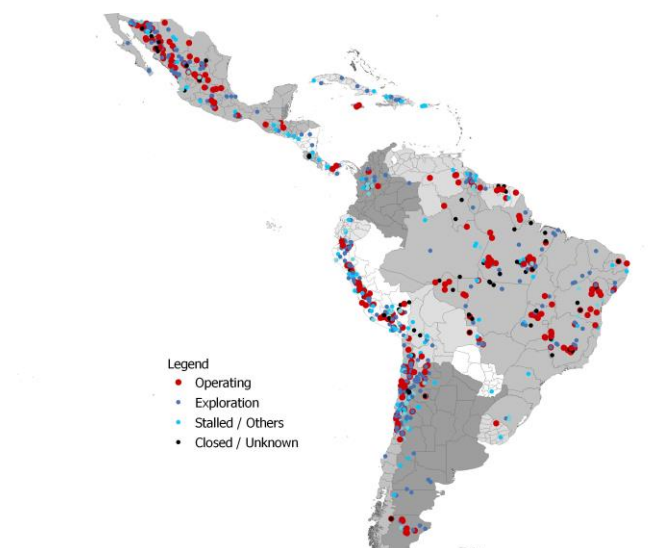 Legend
Operating
Exploration
Stalled / Others
Closed / Unknown